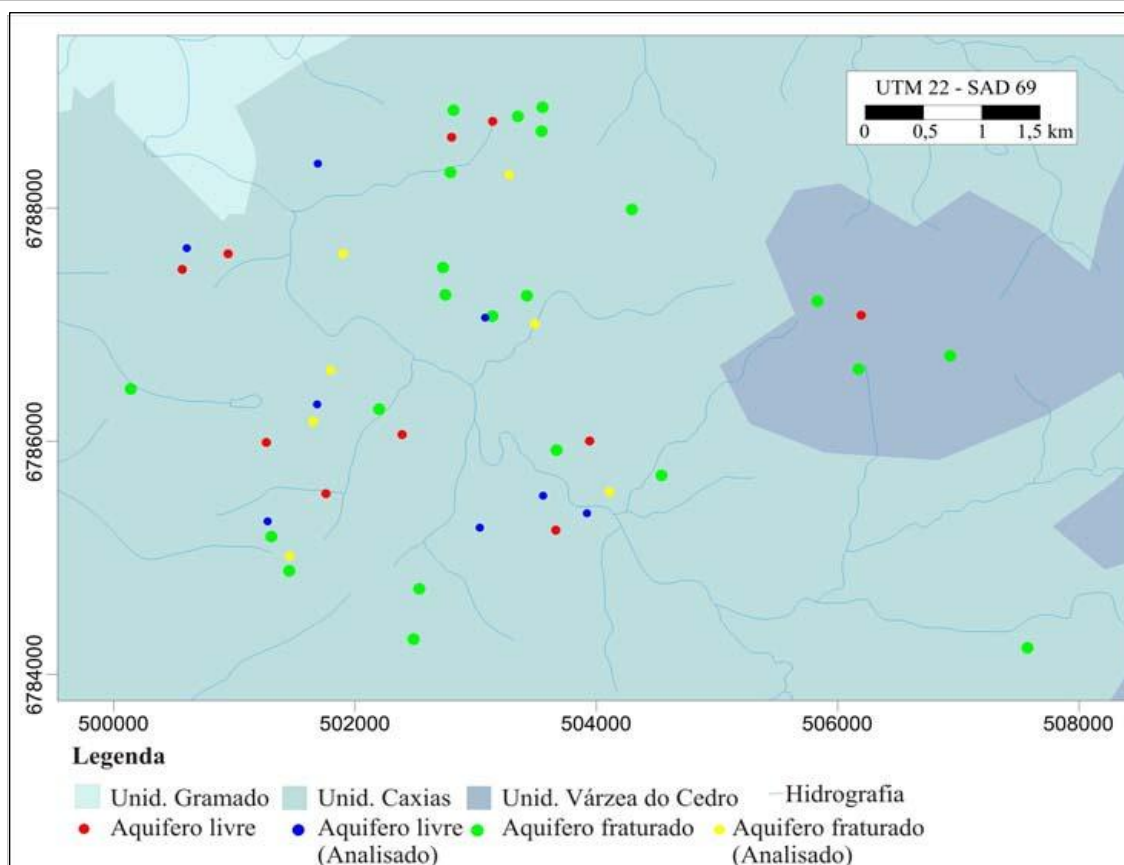 UTM 22 - SAD 69
0 0,5 1 1,5 km
6788000
6786000
6784000
500000 502000 504000 506000 508000
Legenda
Unid. Gramado Unid. Caxias Unid. Várzea do Cedro Hidrografia
Aquifero livre Aquifero livre Aquifero fraturado Aquifero fraturado
(Analisado) (Analisado)